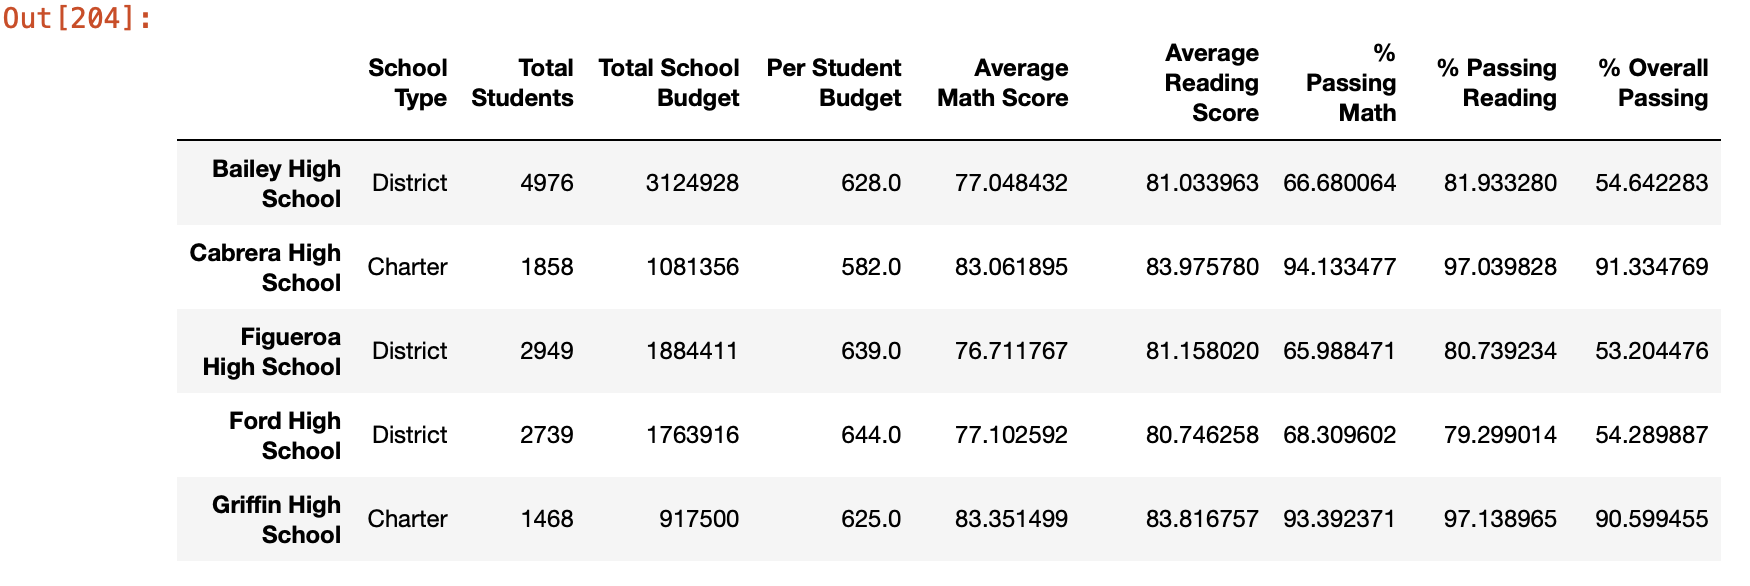 Out[204]:
School Type Total Students Total School Budget Per Student Budget Average Math Score Average Reading Score % Passing Math % Passing Reading % Overall Passing
Bailey High School District 4976 3124928 628.0 77.048432 81.033963 66.680064 81.933280 54.642283
Cabrera High School Charter 1858 1081356 582.0 83.061895 83.975780 94.133477 97.039828 91.334769
Figueroa High School District 2949 1884411 639.0 76.711767 81.158020 65.988471 80.739234 53.204476
Ford High School District 2739 1763916 644.0 77.102592 80.746258 68.309602 79.299014 54.289887
Griffin High School Charter 1468 917500 625.0 83.351499 83.816757 93.392371 97.138965 90.599455